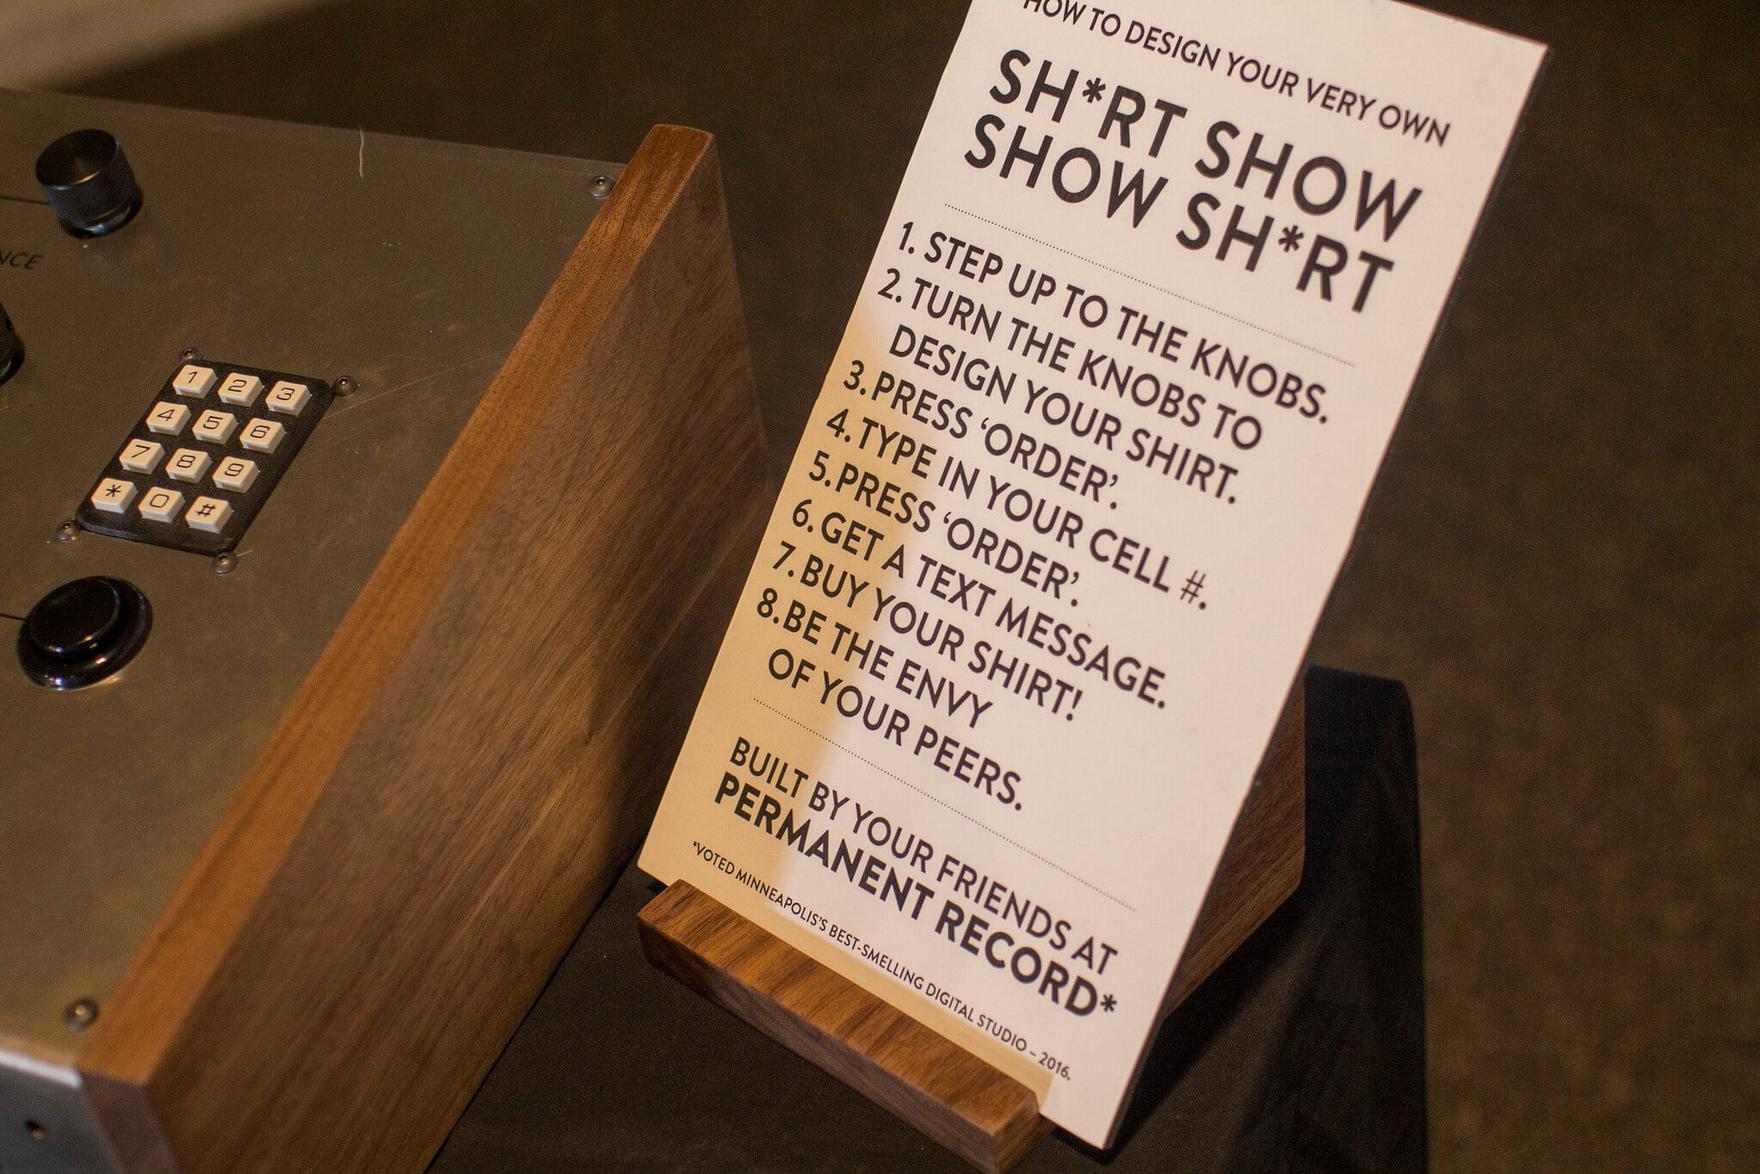 HOW TO DESIGN YOUR VERY OWN
SH*RT SHOW
SHOW SH*RT
1. STEP UP TO THE KNOBS.
2. TURN THE KNOBS TO
DESIGN YOUR SHIRT.
3. PRESS ‘ORDER’.
4. TYPE IN YOUR CELL #.
5. PRESS ‘ORDER’.
6. GET A TEXT MESSAGE.
7. BUY YOUR SHIRT!
8. BE THE ENVY
OF YOUR PEERS.
BUILT BY YOUR FRIENDS AT
PERMANENT RECORD*
*VOTED MINNEAPOLIS'S BEST-SMELLING DIGITAL STUDIO – 2016.
NCE
1 2 3
4 5 6
7 8 9
* 0 #